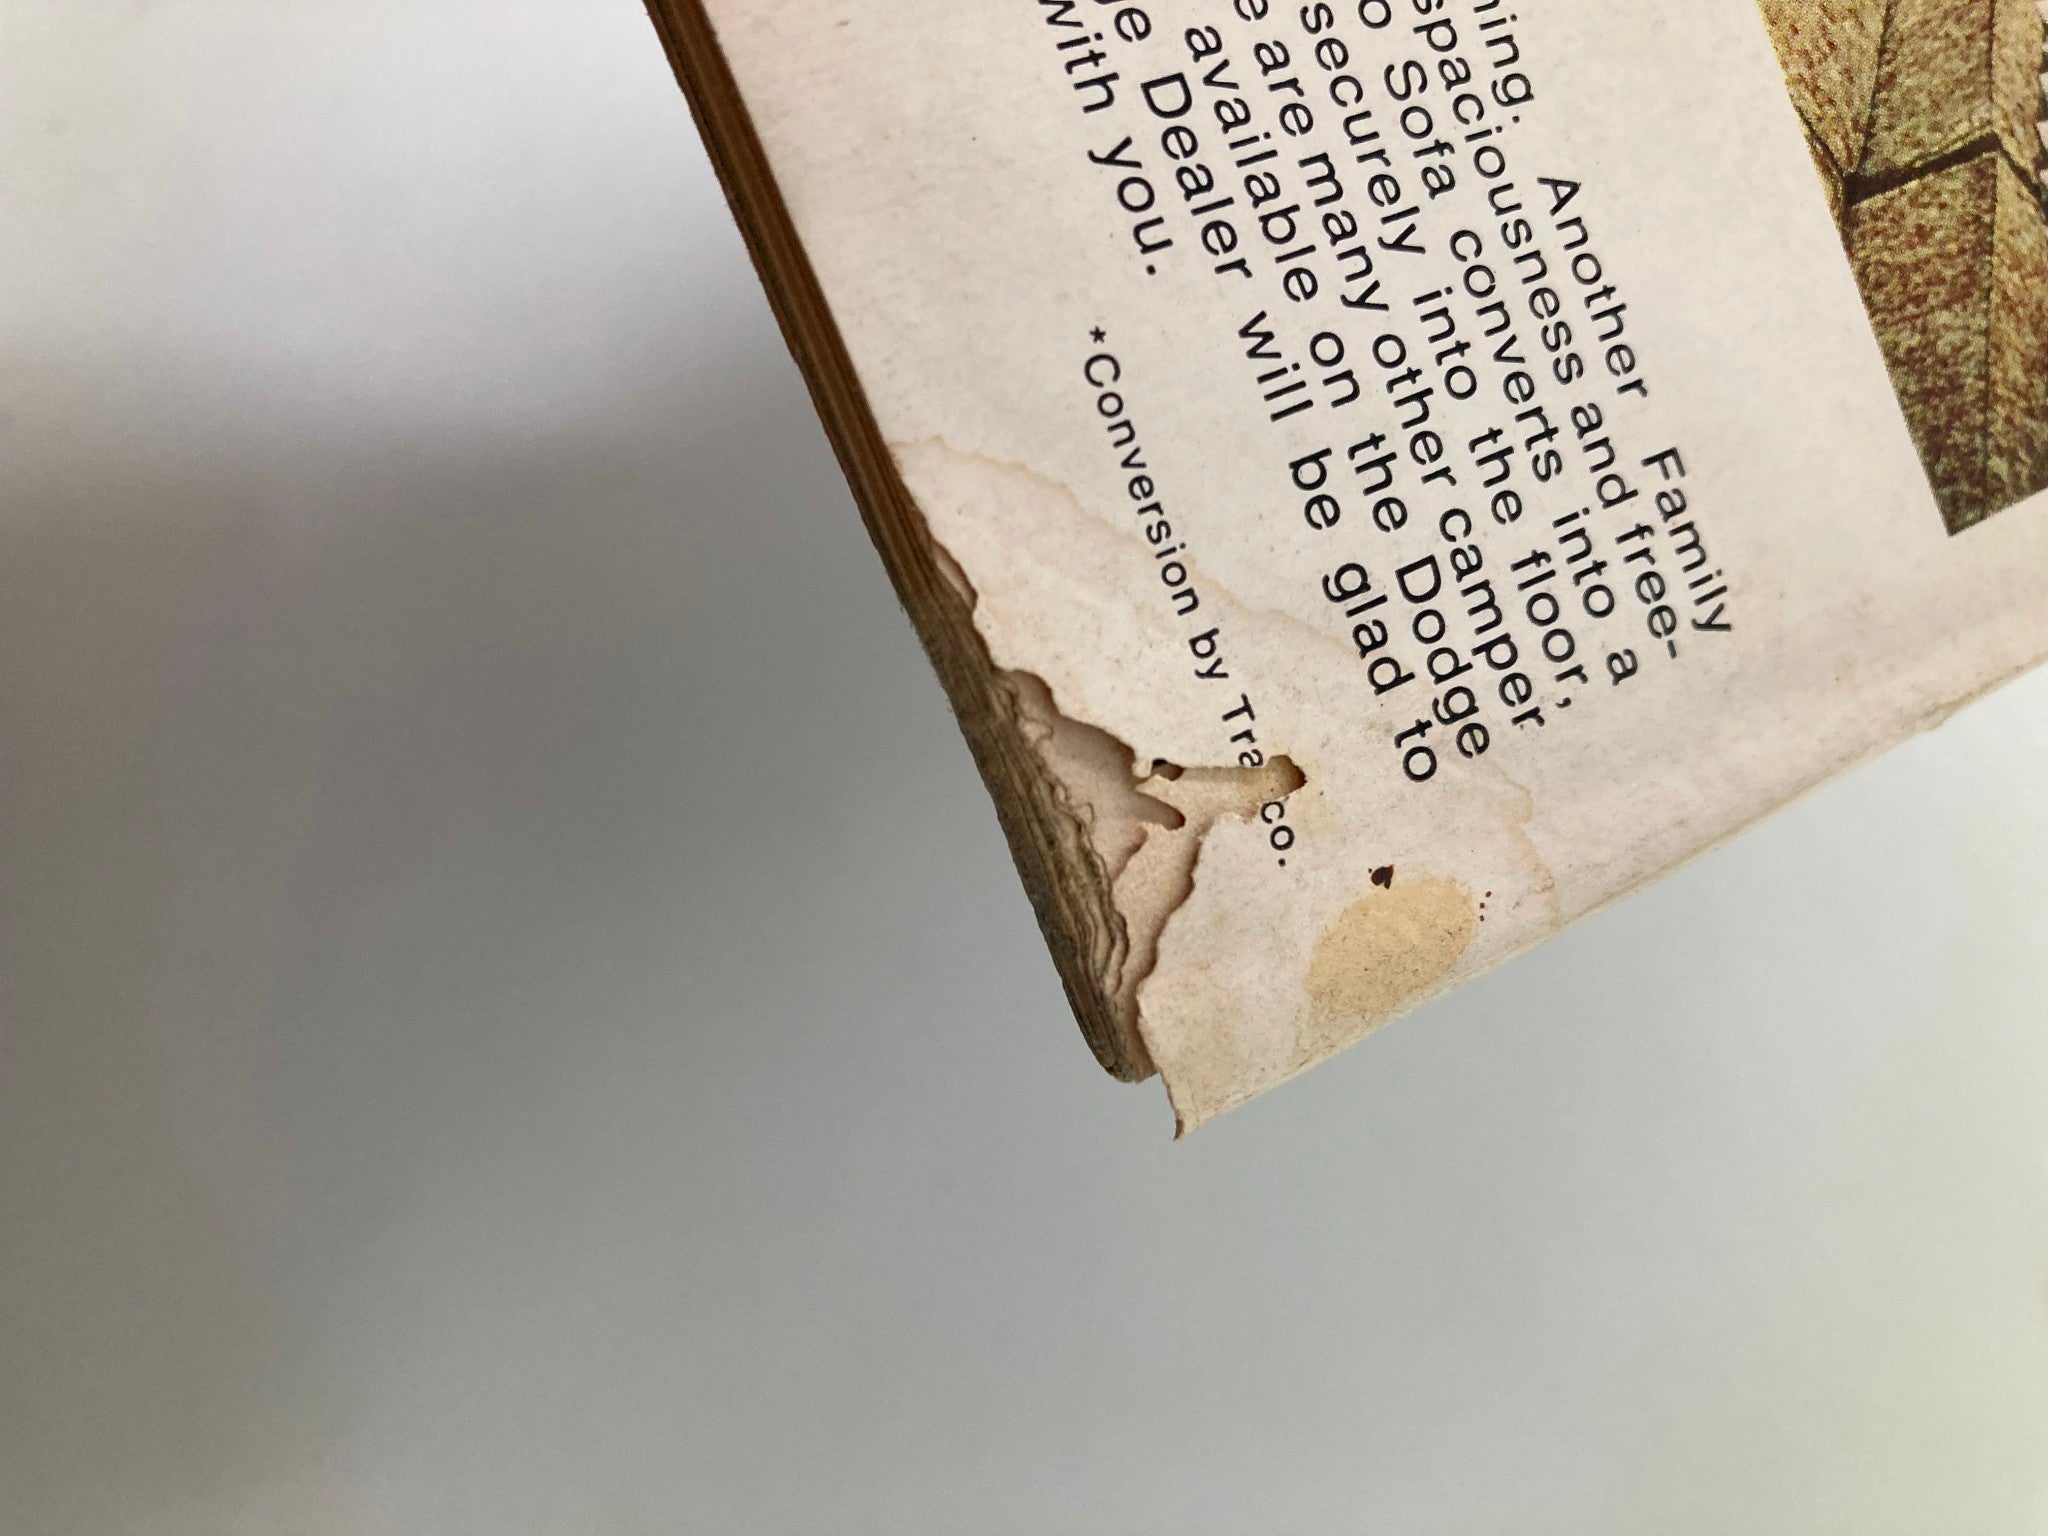 ning. Another Family
spaciousness and free-
o Sofa converts into a
securely into the floor,
e are many other camper
available on the Dodge
ge Dealer will be glad to
with you.
*Conversion by Tra co.